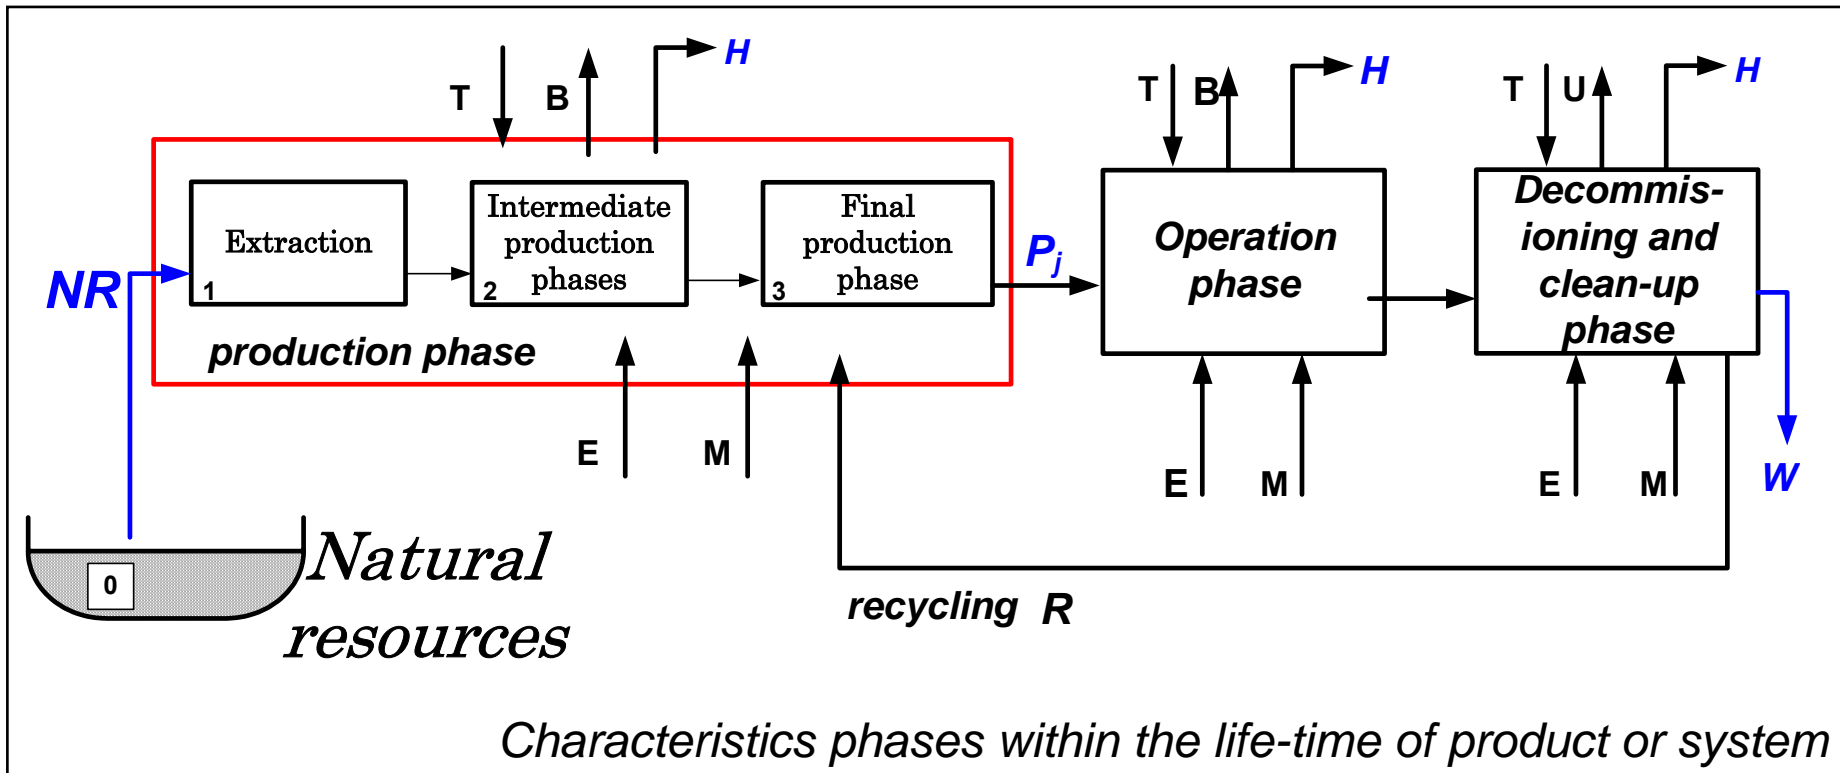 T
B
H
T
B
H
T
U
H
Extraction
1
Intermediate
production
phases
2
Final
production
phase
3
NR
production phase
Pj
Operation
phase
Decommis-
ioning and
clean-up
phase
E
M
E
M
E
M
W
0
Natural
resources
recycling R
Characteristics phases within the life-time of product or system